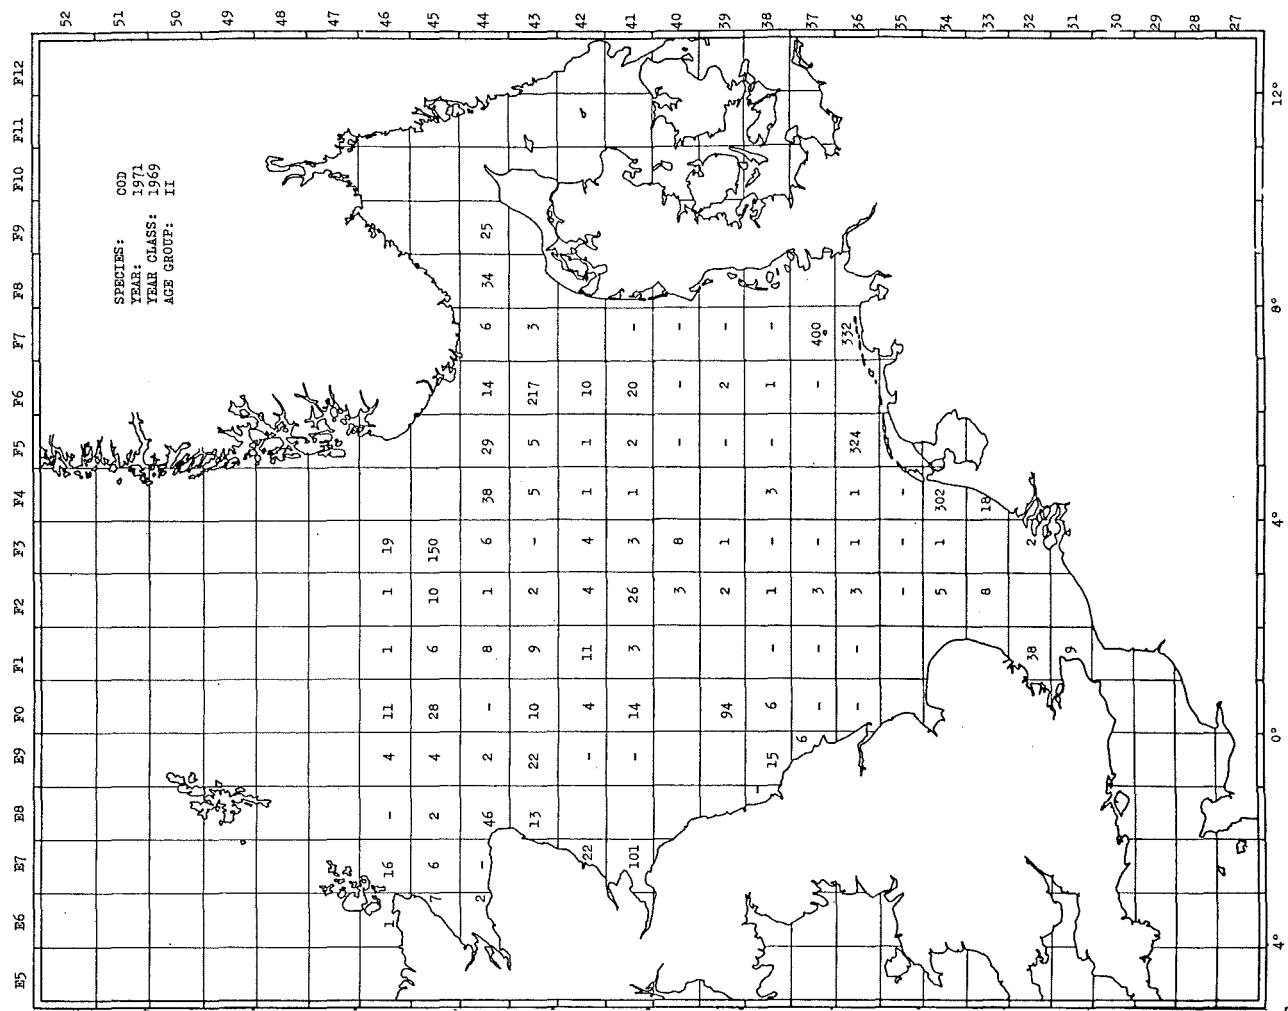 E5 E6 E7 E8 E9 F0 F1 F2 F3 F4 F5 F6 F7 F8 F9 F10 F11 F12
52
SPECIES: COD 51
YEAR: 1971
YEAR CLASS: 1969
AGE GROUP: II
50
49
48
47
1 16 - 4 11 1 1 19 46
7 6 2 4 28 6 10 150 45
2 - 46 2 - 8 1 6 38 29 14 6 34 25 44
13 22 10 9 2 - 5 5 217 3 43
22 - 4 11 4 4 1 1 10 42
101 - 14 3 26 3 1 2 20 - 41
3 8 - - - 40
94 2 1 - 2 - 39
- 15 6 - 1 - 3 - 1 - 38
6 - - 3 - - 400 37
- - 3 1 1 324 332 36
- - - 35
5 1 302 34
8 18 33
38 2 32
9 31
30
29
28
27
4° 0° 4° 8° 12°